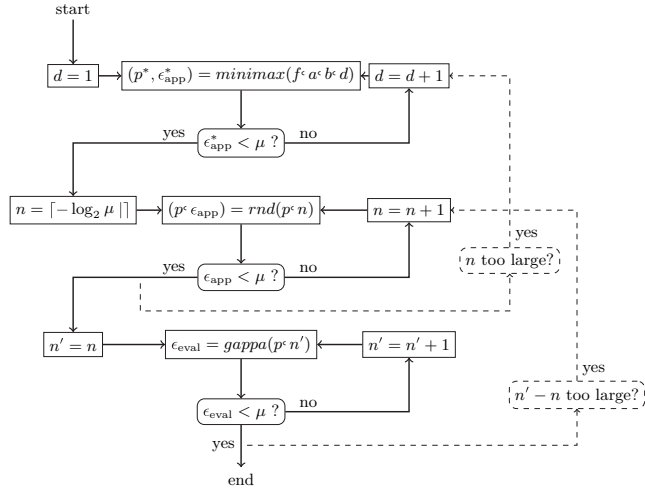 start
d = 1
(p*, ϵ*app) = minimax(f ‘ a ‘ b ‘ d)
d = d + 1
yes
ϵ*app < μ ?
no
n = ⌈− log2 μ |⌉
(p ‘ ϵapp) = rnd(p ‘ n)
n = n + 1
yes
n too large?
yes
ϵapp < μ ?
no
n′ = n
ϵeval = gappa(p ‘ n′)
n′ = n′ + 1
yes
n′ − n too large?
ϵeval < μ ?
no
yes
end